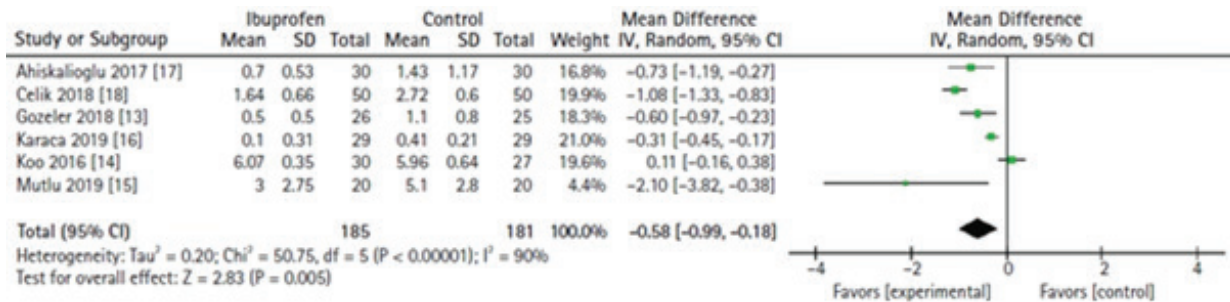 Ibuprofen Control Mean Difference Mean Difference
Study or Subgroup Mean SD Total Mean SD Total Weight IV, Random, 95% CI IV, Random, 95% CI
Ahiskalioglu 2017 [17] 0.7 0.53 30 1.43 1.17 30 16.8% −0.73 [−1.19, −0.27]
Celik 2018 [18] 1.64 0.66 50 2.72 0.6 50 19.9% −1.08 [−1.33, −0.83]
Gozeler 2018 [13] 0.5 0.5 26 1.1 0.8 25 18.3% −0.60 [−0.97, −0.23]
Karaca 2019 [16] 0.1 0.31 29 0.41 0.21 29 21.0% −0.31 [−0.45, −0.17]
Koo 2016 [14] 6.07 0.35 30 5.96 0.64 27 19.6% 0.11 [−0.16, 0.38]
Mutlu 2019 [15] 3 2.75 20 5.1 2.8 20 4.4% −2.10 [−3.82, −0.38]
Total (95% CI) 185 181 100.0% −0.58 [−0.99, −0.18]
Heterogeneity: Tau² = 0.20; Chi² = 50.75, df = 5 (P < 0.00001); I² = 90%
Test for overall effect: Z = 2.83 (P = 0.005)
−4 −2 0 2 4
Favors [experimental] Favors [control]